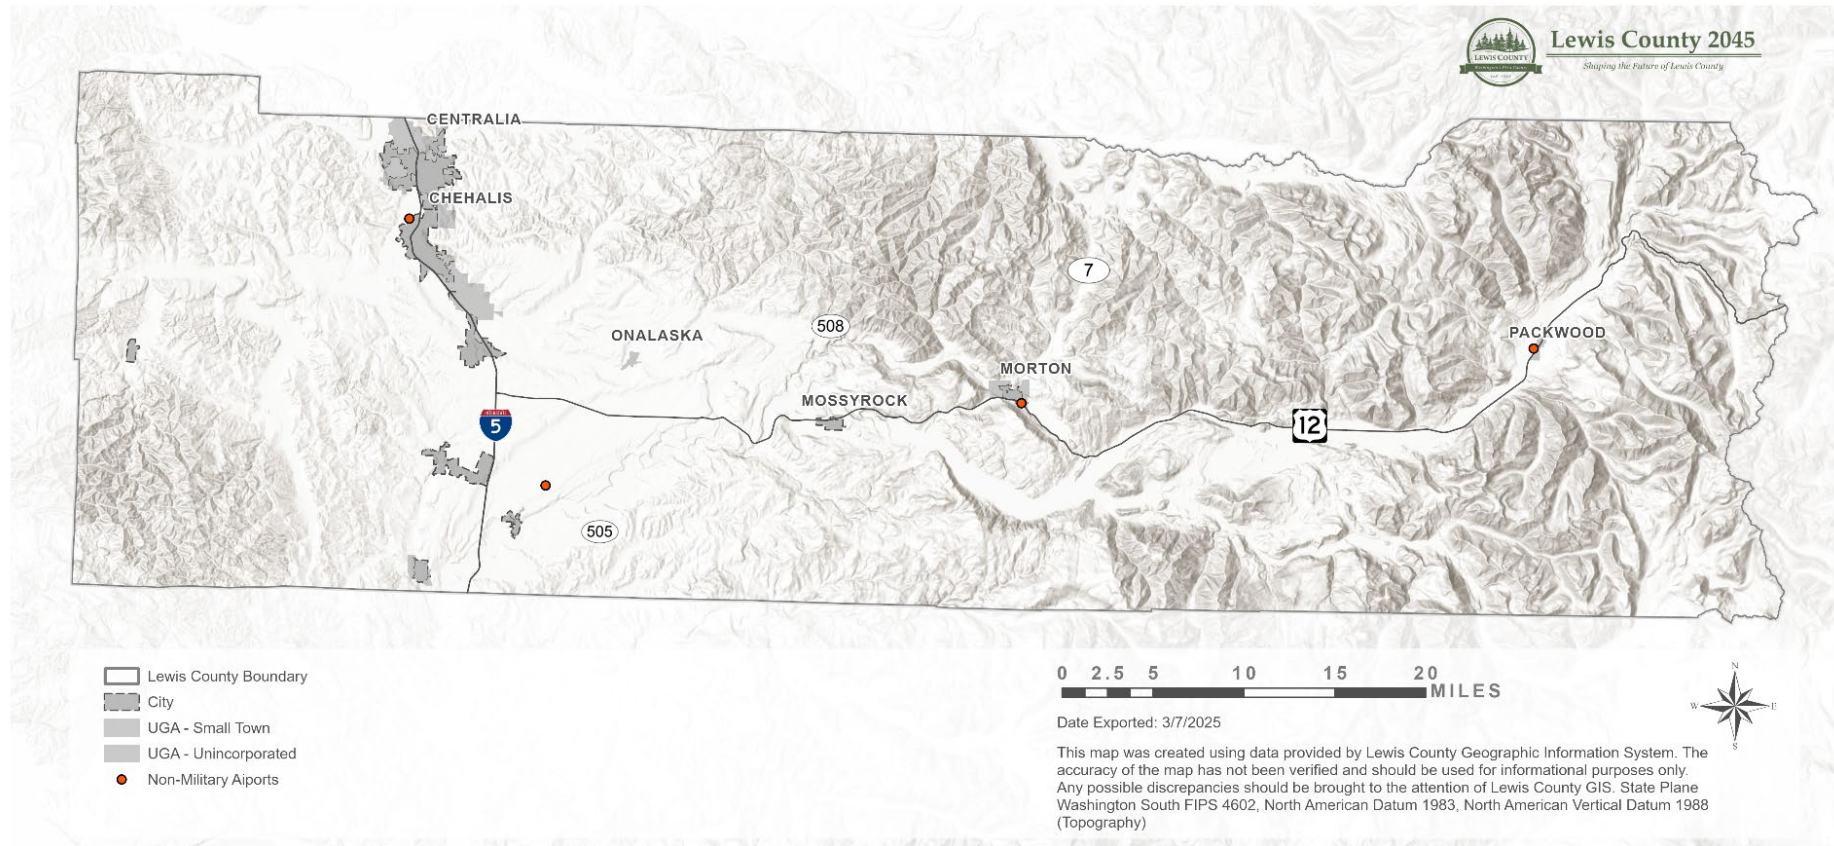 LEWIS COUNTY
Lewis County 2045
Shaping the Future of Lewis County
CENTRALIA
CHEHALIS
7
508
ONALASKA
PACKWOOD
MORTON
MOSSYROCK
5
12
505
Lewis County Boundary
City
UGA - Small Town
UGA - Unincorporated
Non-Military Aiports
0 2.5 5 10 15 20
MILES
N
W E
S
Date Exported: 3/7/2025
This map was created using data provided by Lewis County Geographic Information System. The
accuracy of the map has not been verified and should be used for informational purposes only.
Any possible discrepancies should be brought to the attention of Lewis County GIS. State Plane
Washington South FIPS 4602, North American Datum 1983, North American Vertical Datum 1988
(Topography)